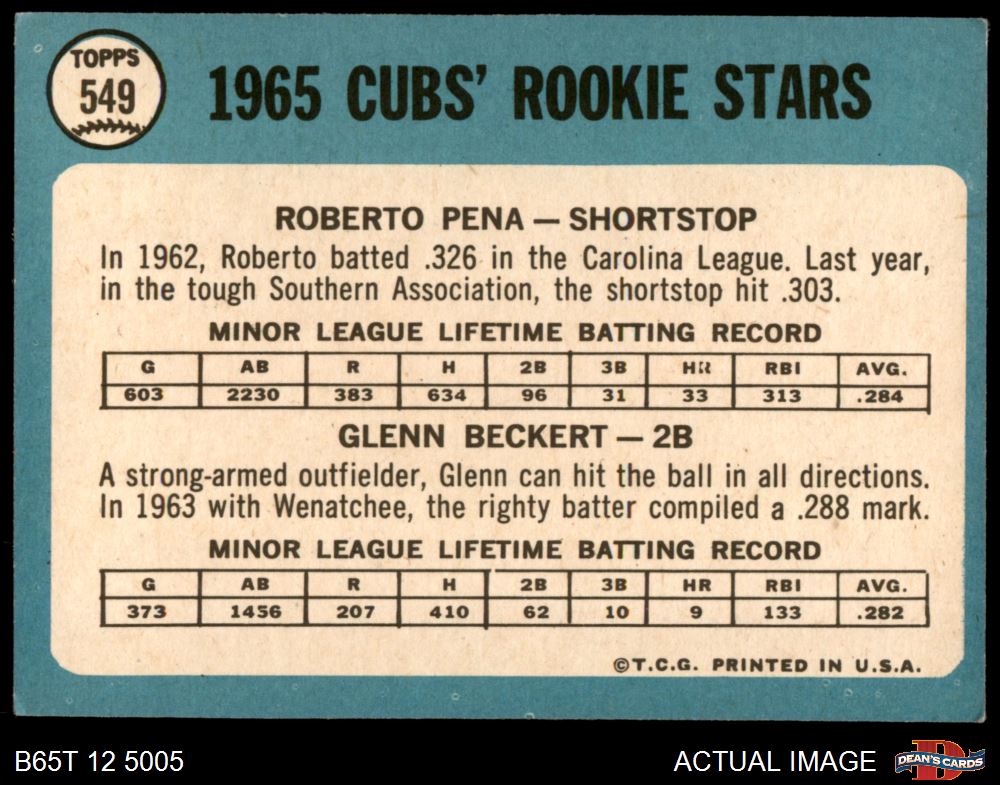 TOPPS
549
1965 CUBS' ROOKIE STARS
ROBERTO PENA — SHORTSTOP
In 1962, Roberto batted .326 in the Carolina League. Last year,
in the tough Southern Association, the shortstop hit .303.
MINOR LEAGUE LIFETIME BATTING RECORD
G AB R H 2B 3B HR RBI AVG.
603 2230 383 634 96 31 33 313 .284
GLENN BECKERT — 2B
A strong-armed outfielder, Glenn can hit the ball in all directions.
In 1963 with Wenatchee, the righty batter compiled a .288 mark.
MINOR LEAGUE LIFETIME BATTING RECORD
G AB R H 2B 3B HR RBI AVG.
373 1456 207 410 62 10 9 133 .282
©T.C.G. PRINTED IN U.S.A.
B65T 12 5005
ACTUAL IMAGE
DEAN'S CARDS